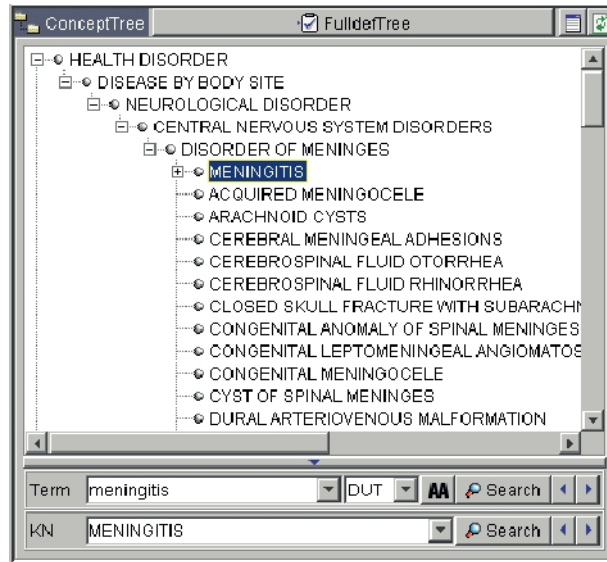 ConceptTree FulldefTree
HEALTH DISORDER
DISEASE BY BODY SITE
NEUROLOGICAL DISORDER
CENTRAL NERVOUS SYSTEM DISORDERS
DISORDER OF MENINGES
MENINGITIS
ACQUIRED MENINGOCELE
ARACHNOID CYSTS
CEREBRAL MENINGEAL ADHESIONS
CEREBROSPINAL FLUID OTORRHEA
CEREBROSPINAL FLUID RHINORRHEA
CLOSED SKULL FRACTURE WITH SUBARACHN
CONGENITAL ANOMALY OF SPINAL MENINGES
CONGENITAL LEPTOMENINGEAL ANGIOMATOS
CONGENITAL MENINGOCELE
CYST OF SPINAL MENINGES
DURAL ARTERIOVENOUS MALFORMATION
Term meningitis DUT AA Search
KN MENINGITIS Search